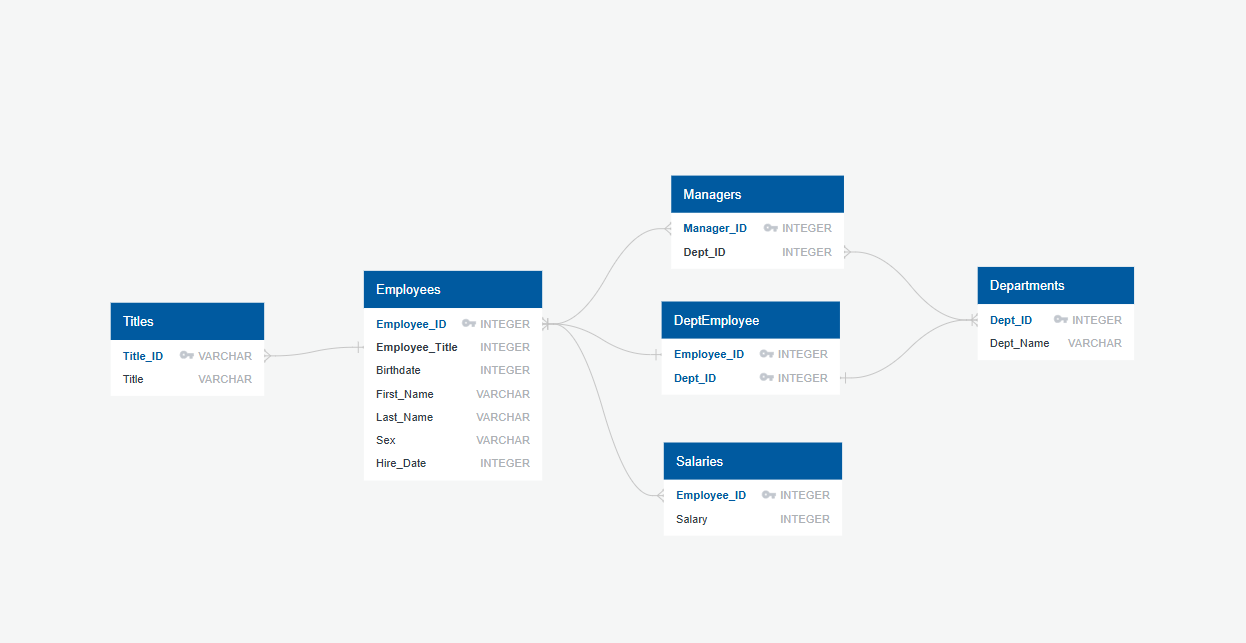 Titles
Title_ID VARCHAR
Title VARCHAR
Employees
Employee_ID INTEGER
Employee_Title INTEGER
Birthdate INTEGER
First_Name VARCHAR
Last_Name VARCHAR
Sex VARCHAR
Hire_Date INTEGER
Managers
Manager_ID INTEGER
Dept_ID INTEGER
DeptEmployee
Employee_ID INTEGER
Dept_ID INTEGER
Salaries
Employee_ID INTEGER
Salary INTEGER
Departments
Dept_ID INTEGER
Dept_Name VARCHAR